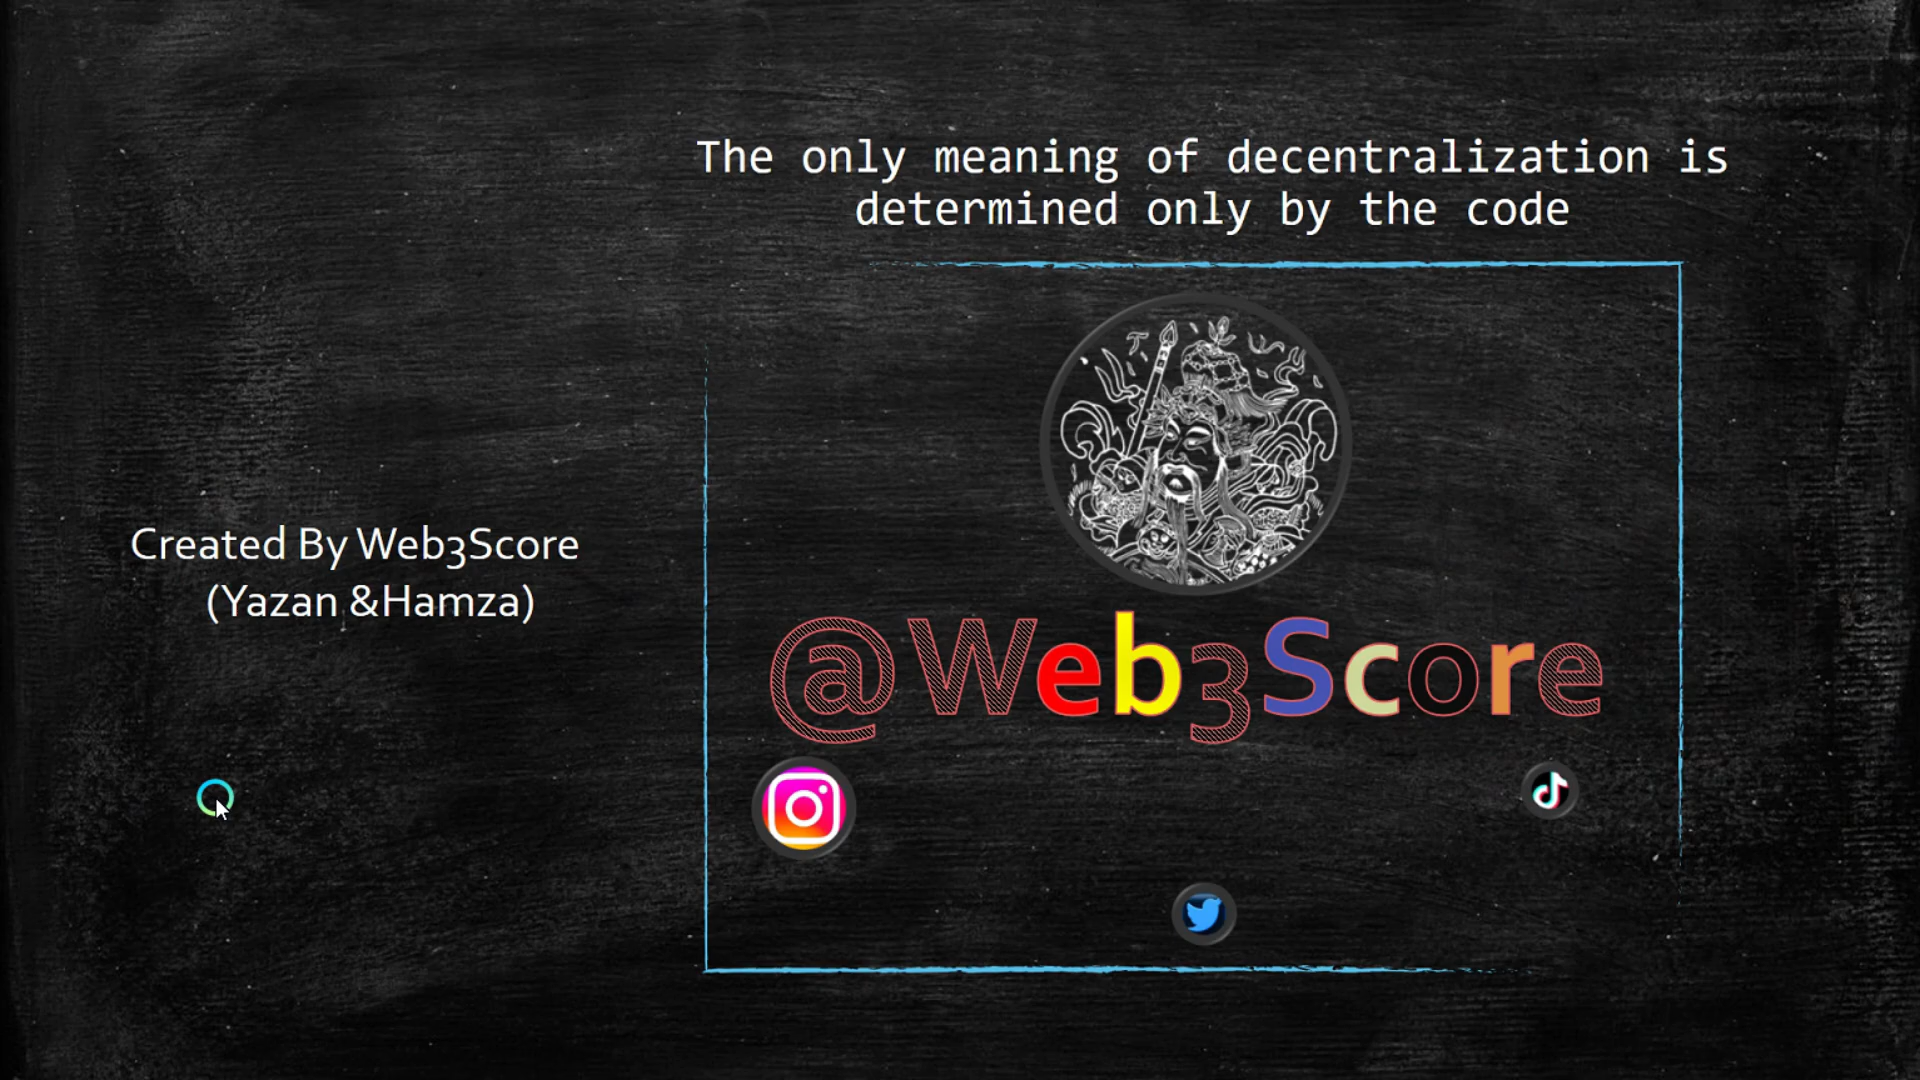 The only meaning of decentralization is
determined only by the code
Created By Web3Score
(Yazan &Hamza)
@Web3Score